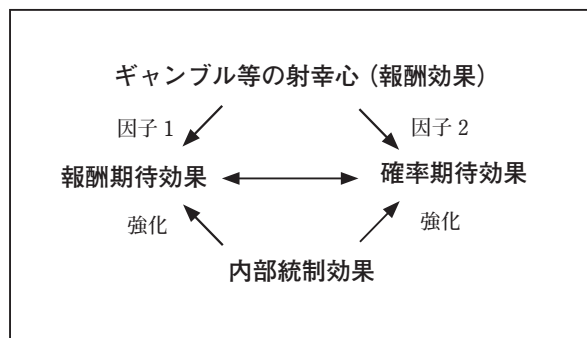 ギャンブル等の射幸心（報酬効果）
因子 1
因子 2
報酬期待効果
確率期待効果
強化
強化
内部統制効果